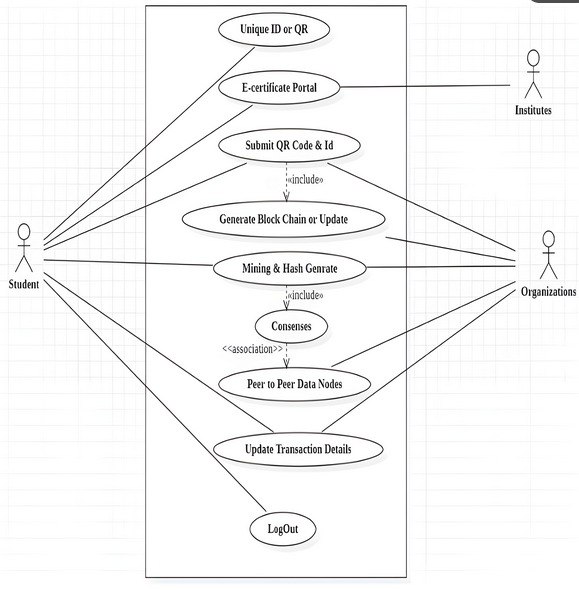 Unique ID or QR
E-certificate Portal
Institutes
Submit QR Code & Id
«include»
Generate Block Chain or Update
Mining & Hash Genrate
Student
Organizations
«include»
Consenses
<<association>>
Peer to Peer Data Nodes
Update Transaction Details
LogOut